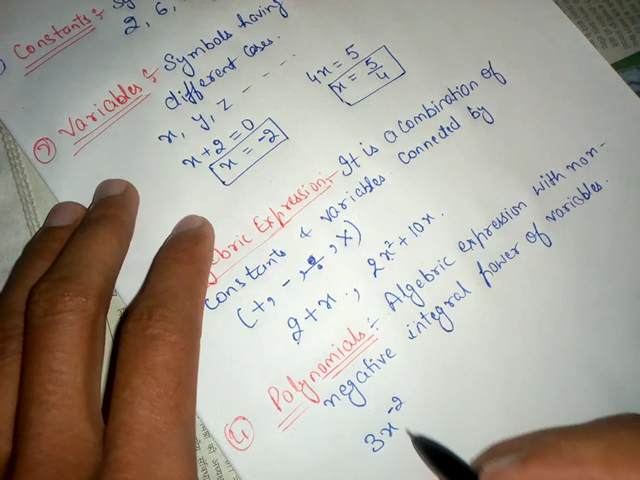 Constants :-
2, 6,
② Variables :- Symbols having
different cases.
x, y, z - - - -
x + 2 = 0
x = -2
4x = 5
x = 5/4
ebric Expression:- It is a combination of
constants & variables connected by
(+, -, ÷, ×)
2 + x, 2x² + 10x.
④ Polynomials :- Algebric expression with non-
negative integral power of variables.
3x⁻²